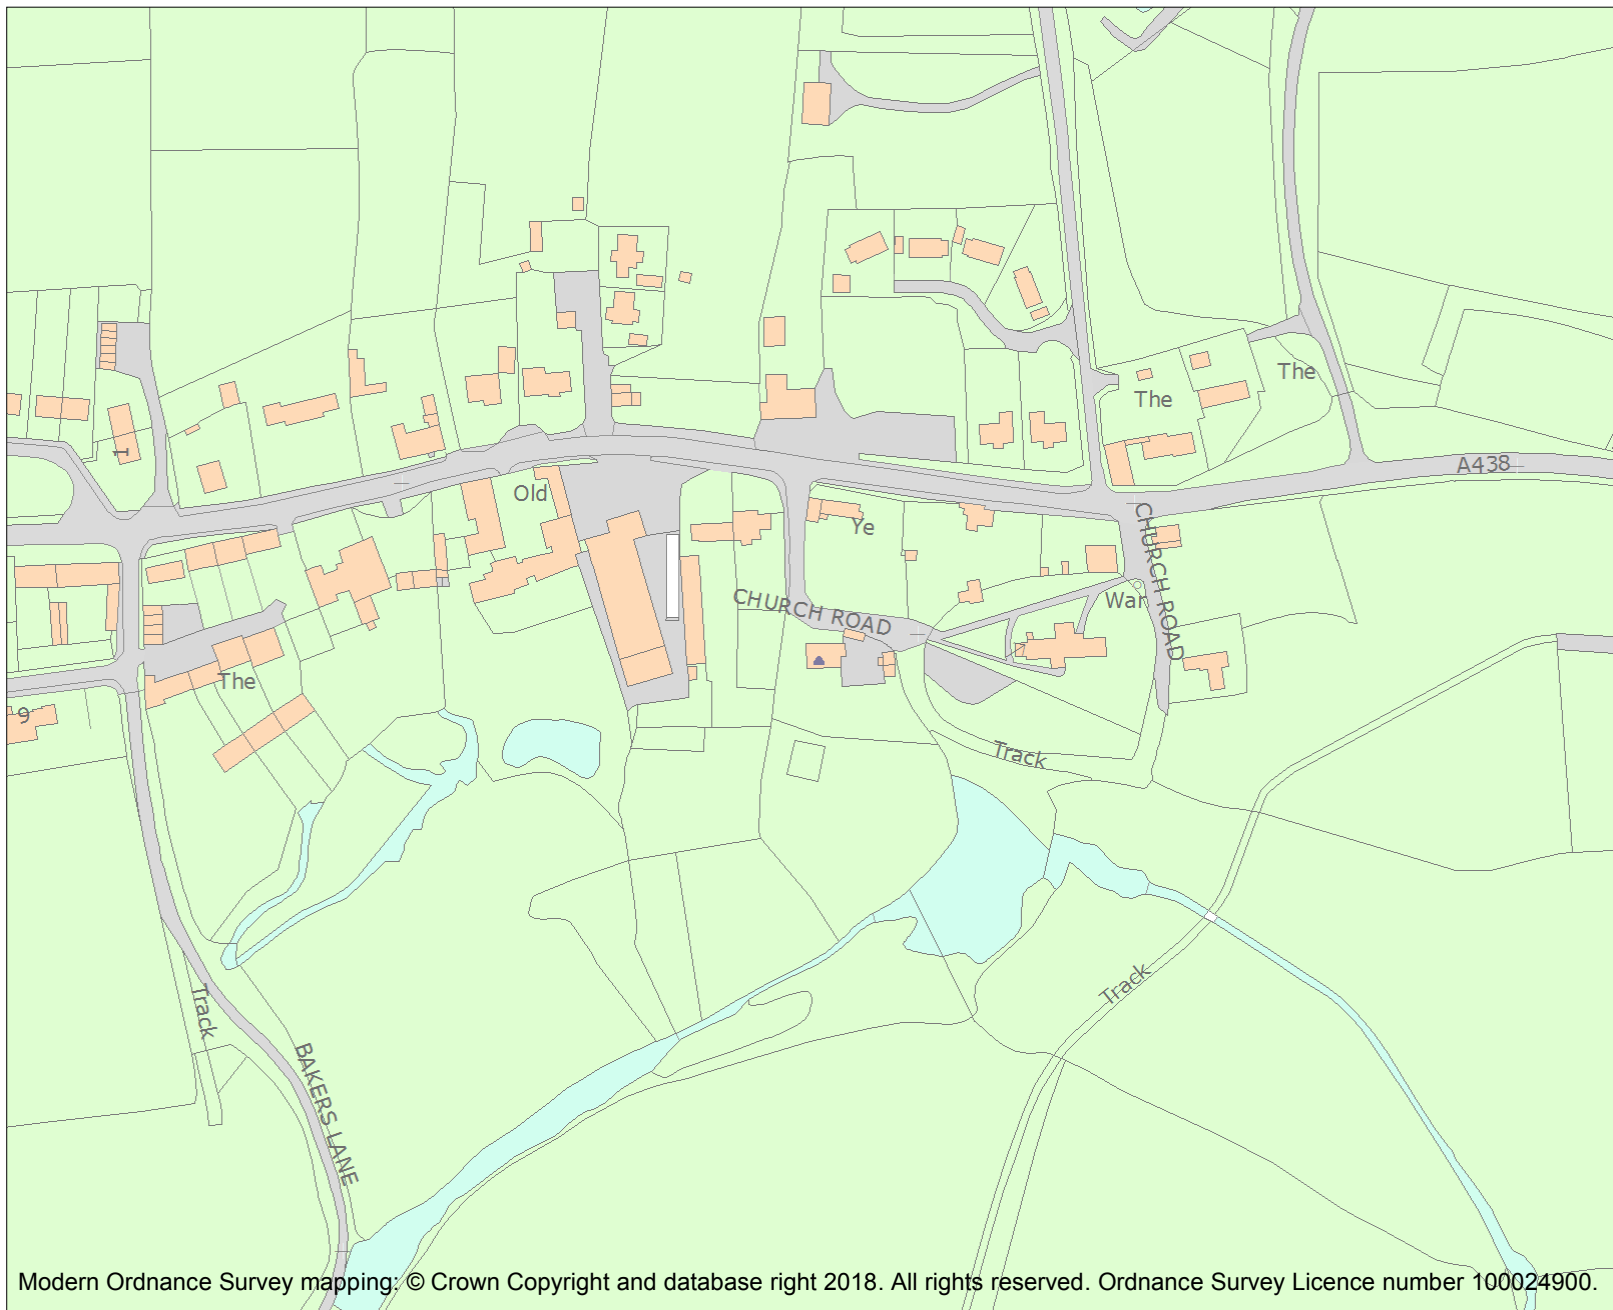 The
The
1
A438
Old
Ye
CHURCH ROAD
CHURCH ROAD
War
The
9
Track
Track
Track
BAKERS LANE
Modern Ordnance Survey mapping: © Crown Copyright and database right 2018. All rights reserved. Ordnance Survey Licence number 100024900.